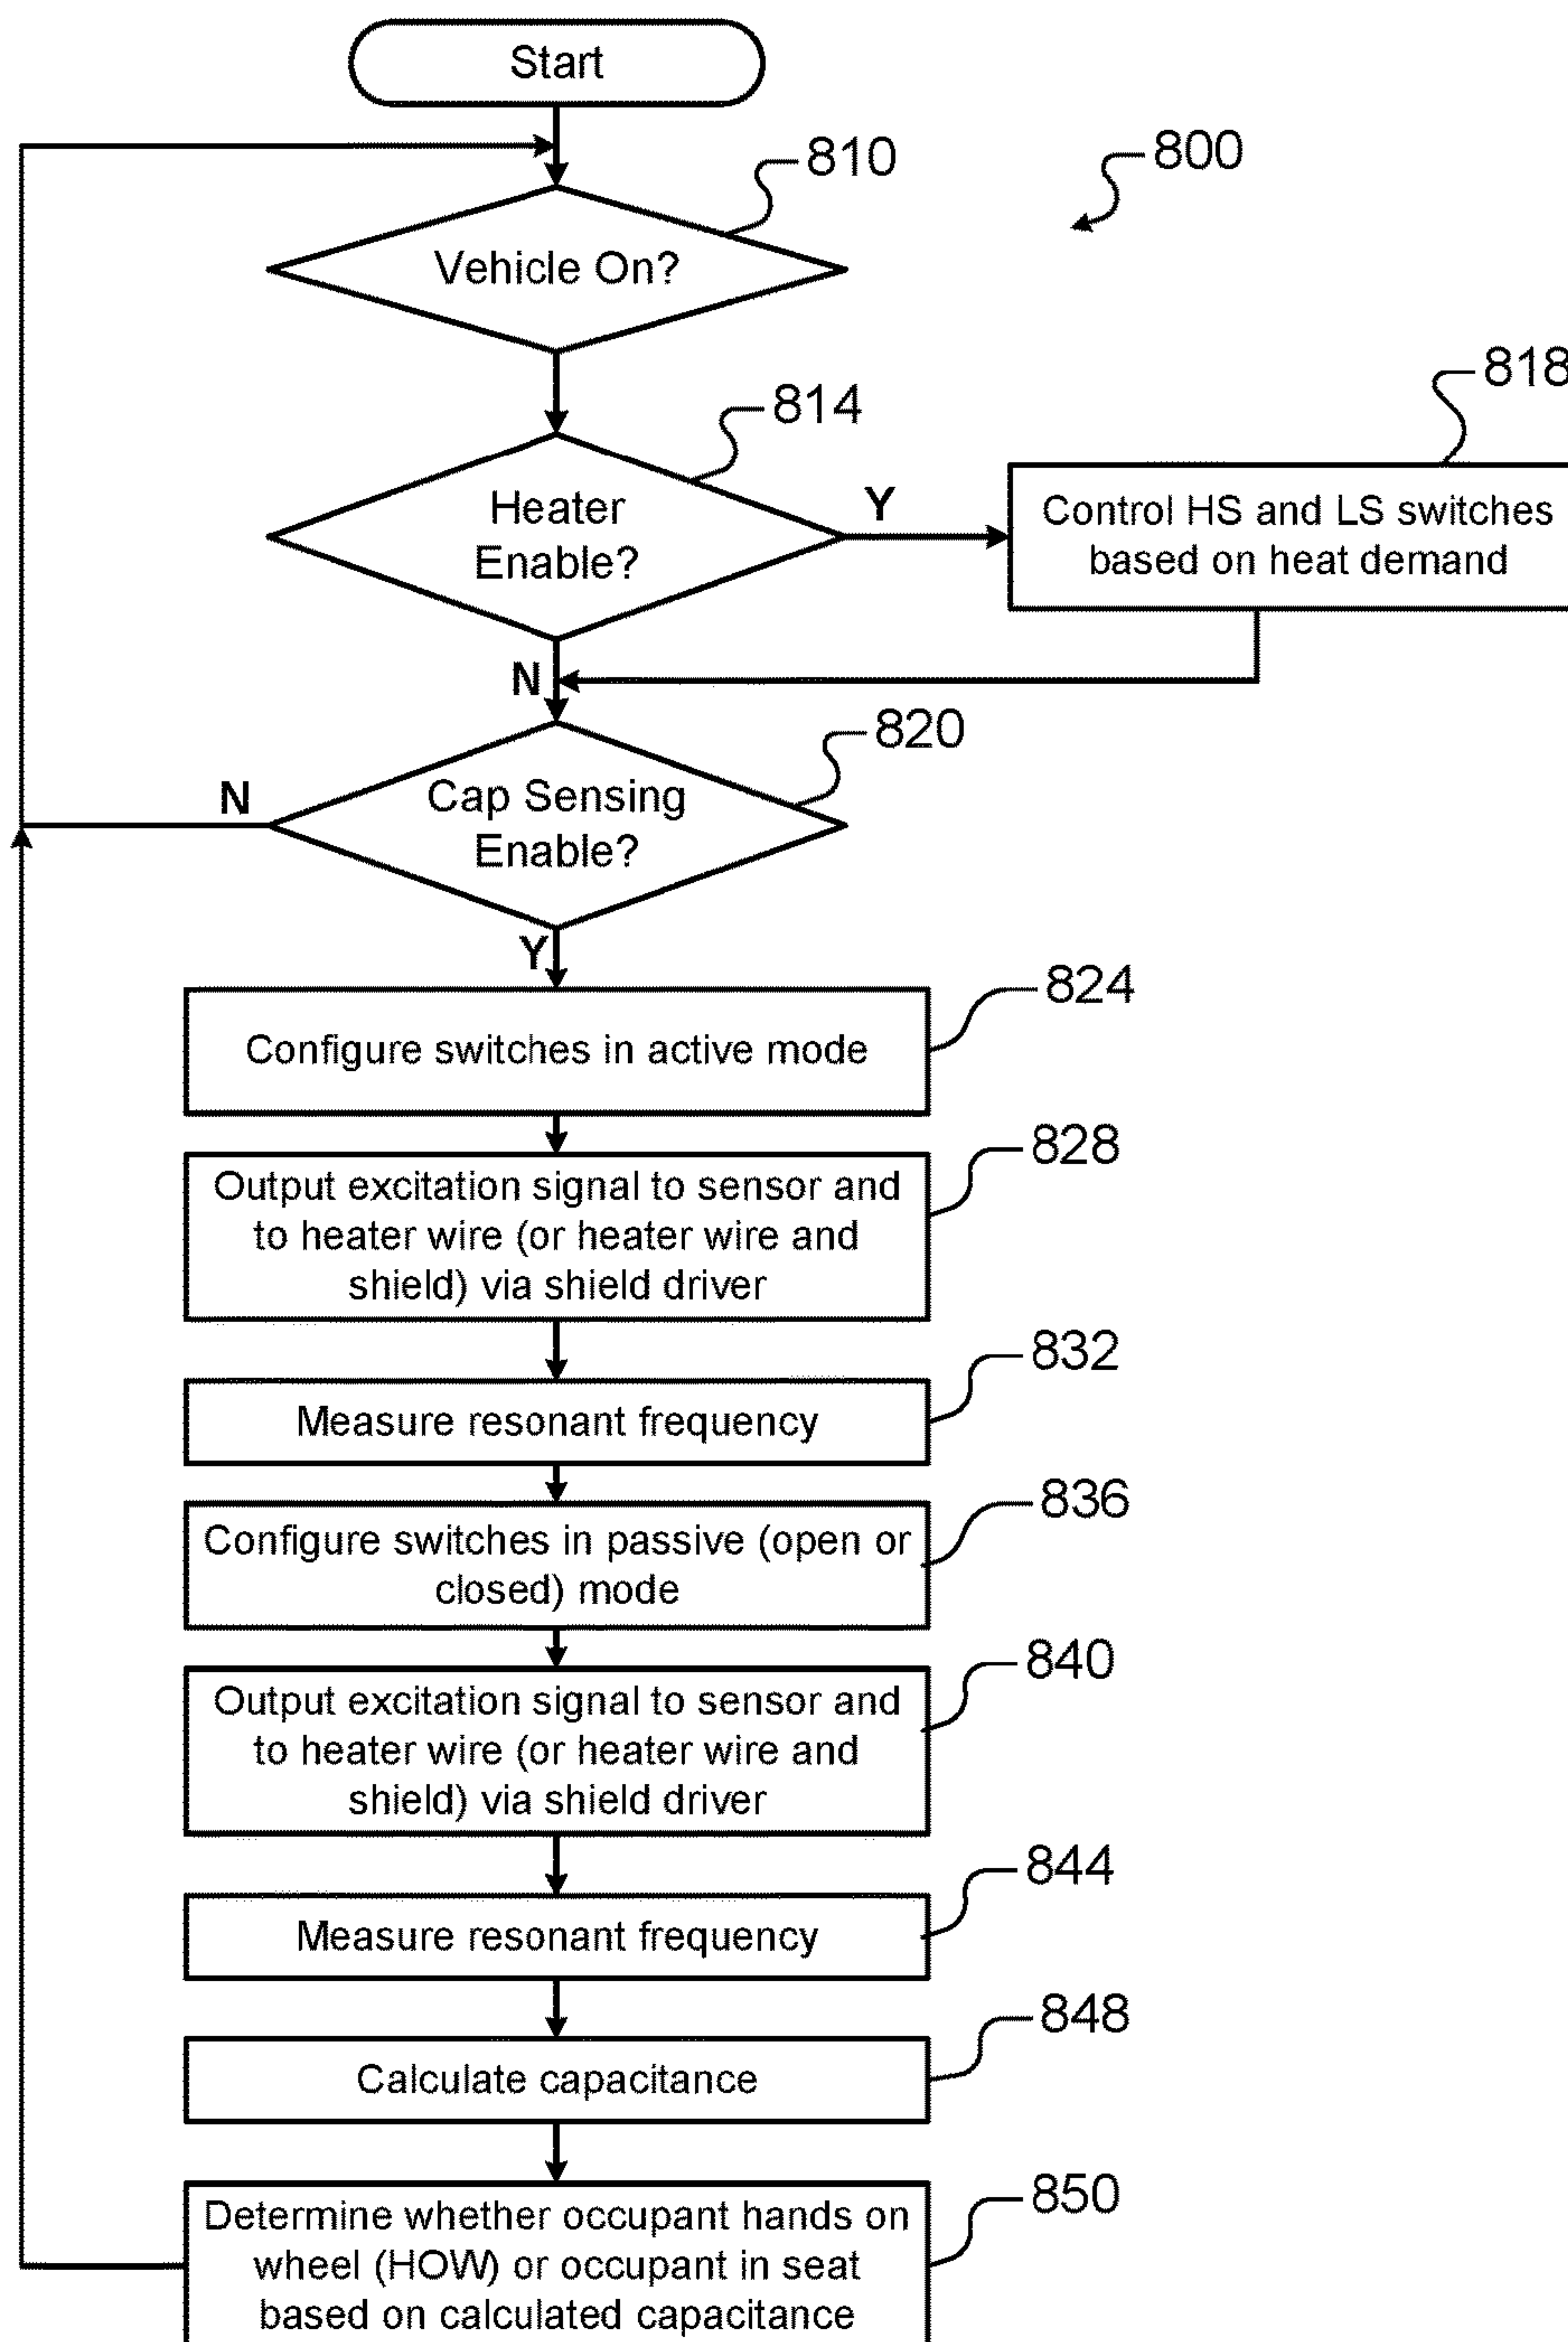 Start
810
800
Vehicle On?
818
814
Heater
Enable?
Y
Control HS and LS switches
based on heat demand
N
820
Cap Sensing
Enable?
N
Y
824
Configure switches in active mode
828
Output excitation signal to sensor and
to heater wire (or heater wire and
shield) via shield driver
832
Measure resonant frequency
836
Configure switches in passive (open or
closed) mode
840
Output excitation signal to sensor and
to heater wire (or heater wire and
shield) via shield driver
844
Measure resonant frequency
848
Calculate capacitance
850
Determine whether occupant hands on
wheel (HOW) or occupant in seat
based on calculated capacitance